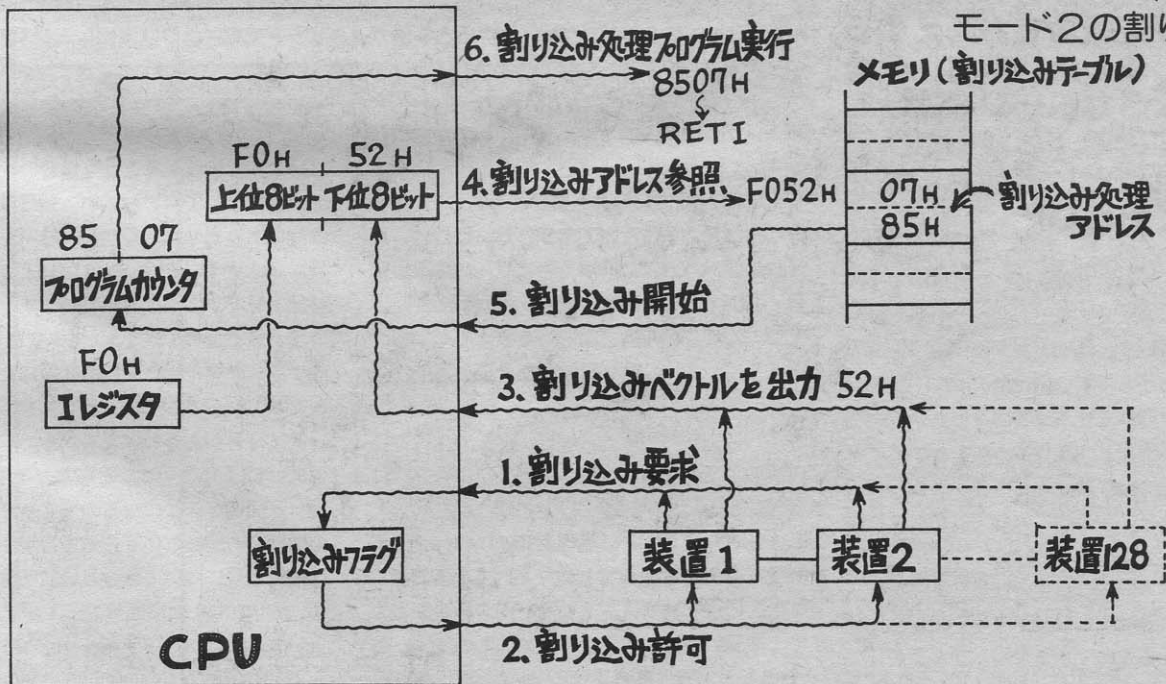 モード2の割り
6. 割り込み処理プログラム実行
8507H
RETI
メモリ(割り込みテーブル)
F0H 52H
上位8ビット 下位8ビット
4. 割り込みアドレス参照
F052H
07H
85H
割り込み処理
アドレス
85 07
プログラムカウンタ
5. 割り込み開始
F0H
Iレジスタ
3. 割り込みベクトルを出力 52H
1. 割り込み要求
割り込みフラグ
装置1
装置2
装置128
2. 割り込み許可
CPU